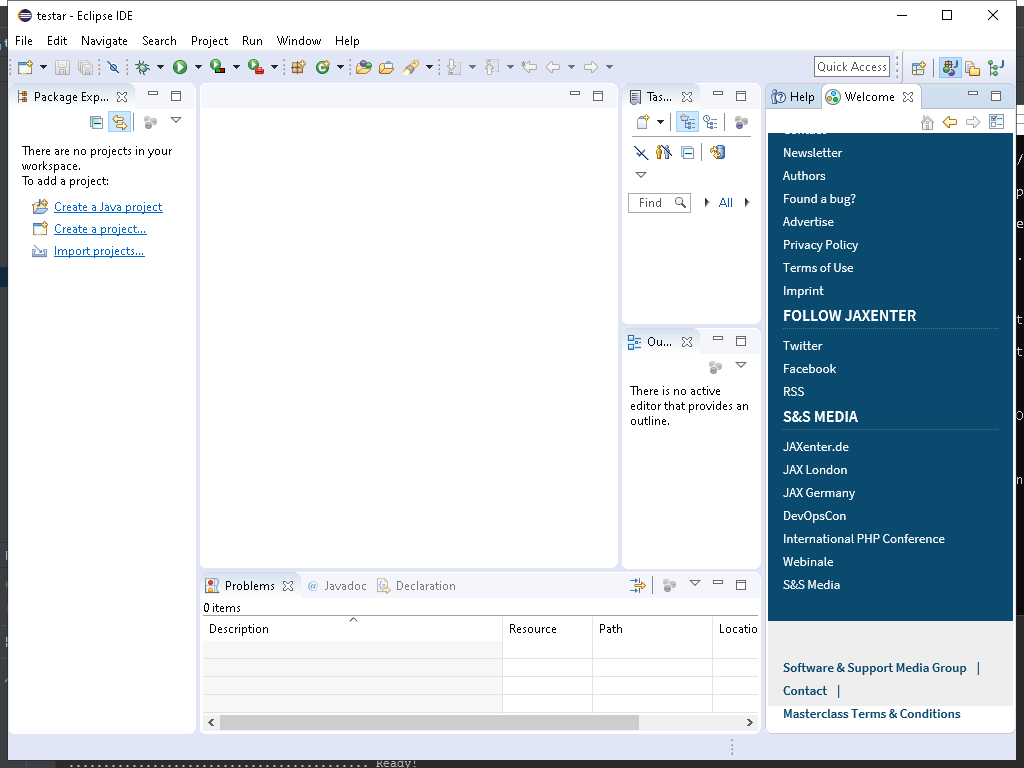 testar - Eclipse IDE
File Edit Navigate Search Project Run Window Help
Quick Access
Package Exp...
There are no projects in your
workspace.
To add a project:
Create a Java project
Create a project...
Import projects...
Tas...
Find
All
Ou...
There is no active
editor that provides an
outline.
Problems
@ Javadoc
Declaration
0 items
Description Resource Path Locatio
Help
Welcome
Newsletter
Authors
Found a bug?
Advertise
Privacy Policy
Terms of Use
Imprint
FOLLOW JAXENTER
Twitter
Facebook
RSS
S&S MEDIA
JAXenter.de
JAX London
JAX Germany
DevOpsCon
International PHP Conference
Webinale
S&S Media
Software & Support Media Group |
Contact |
Masterclass Terms & Conditions
Ready!